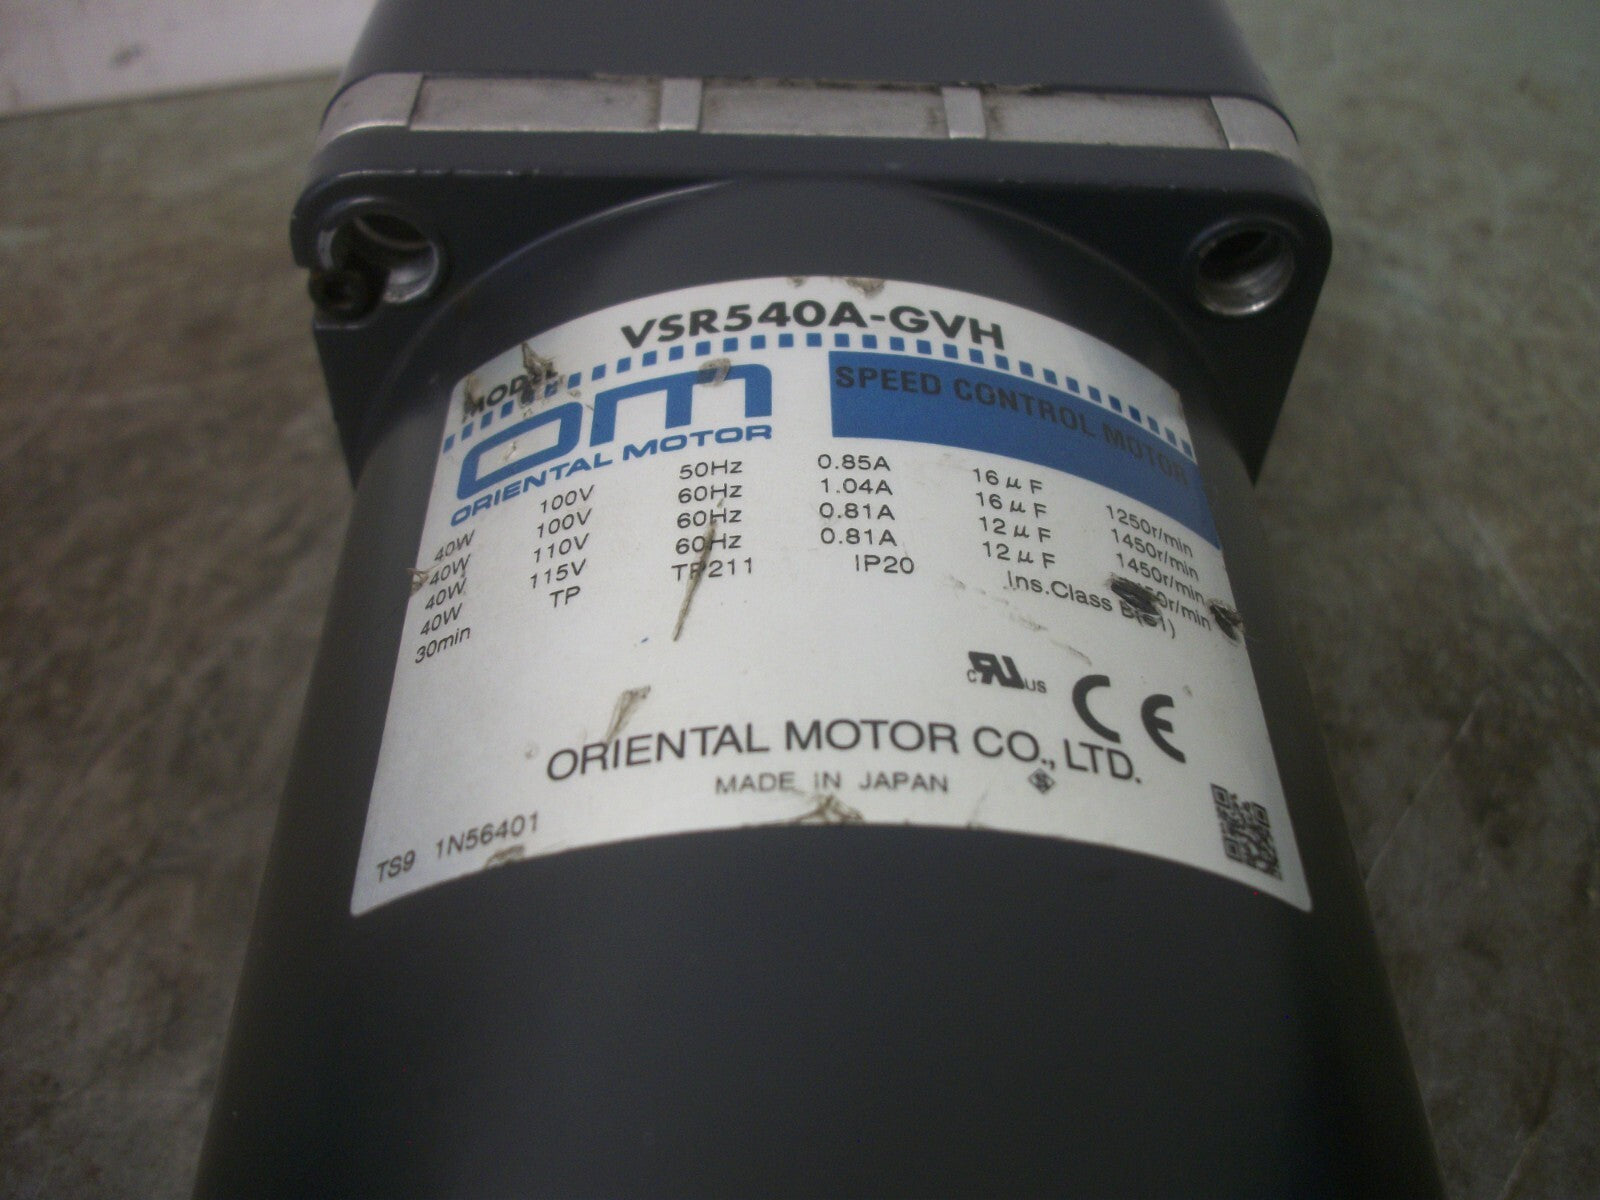 VSR540A-GVH
MODEL
om
ORIENTAL MOTOR
SPEED CONTROL MOTOR
40W 100V 50Hz 0.85A 16μF 1250r/min
40W 100V 60Hz 1.04A 16μF 1450r/min
40W 110V 60Hz 0.81A 12μF 1450r/min
40W 115V 60Hz 0.81A 12μF
30min TP TP211 IP20 Ins.Class
c RU us CE
ORIENTAL MOTOR CO., LTD.
MADE IN JAPAN
TS9 1N56401